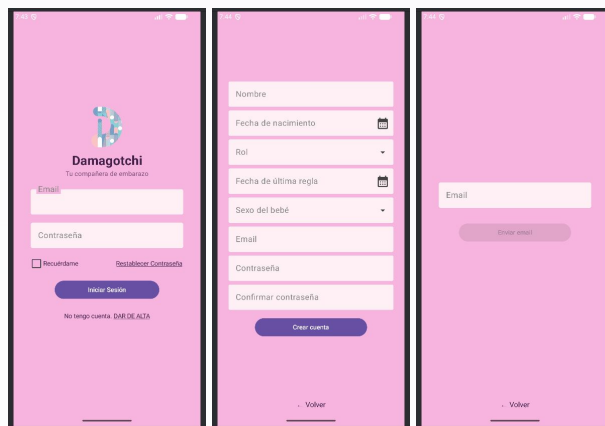 7:43
Damagotchi
Tu compañera de embarazo
Email
Contraseña
Recuérdame
Restablecer Contraseña
Iniciar Sesión
No tengo cuenta. DAR DE ALTA
7:44
Nombre
Fecha de nacimiento
Rol
Fecha de última regla
Sexo del bebé
Email
Contraseña
Confirmar contraseña
Crear cuenta
← Volver
7:44
Email
Enviar email
← Volver